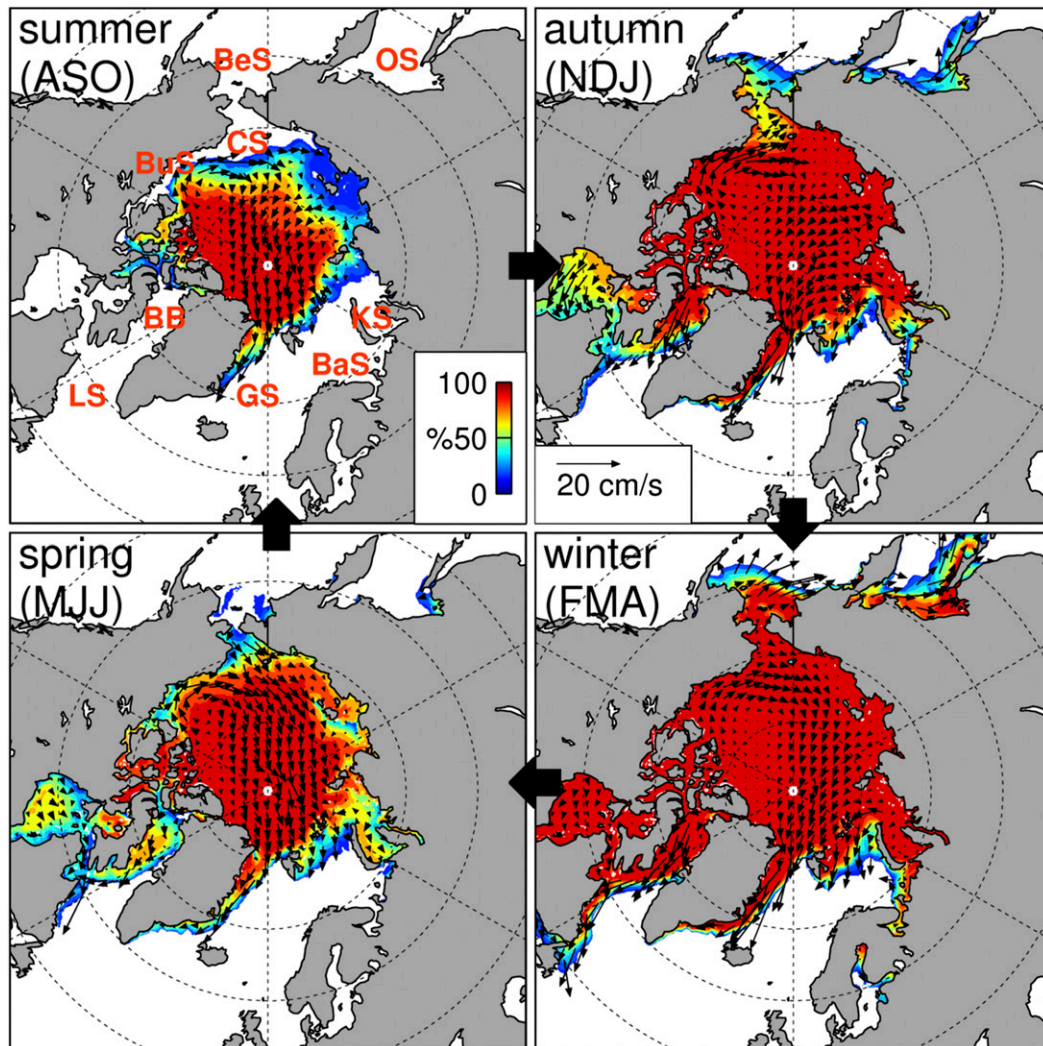 summer
(ASO)
BeS
OS
CS
BuS
BB
KS
BaS
LS
GS
100
%50
0
autumn
(NDJ)
20 cm/s
spring
(MJJ)
winter
(FMA)